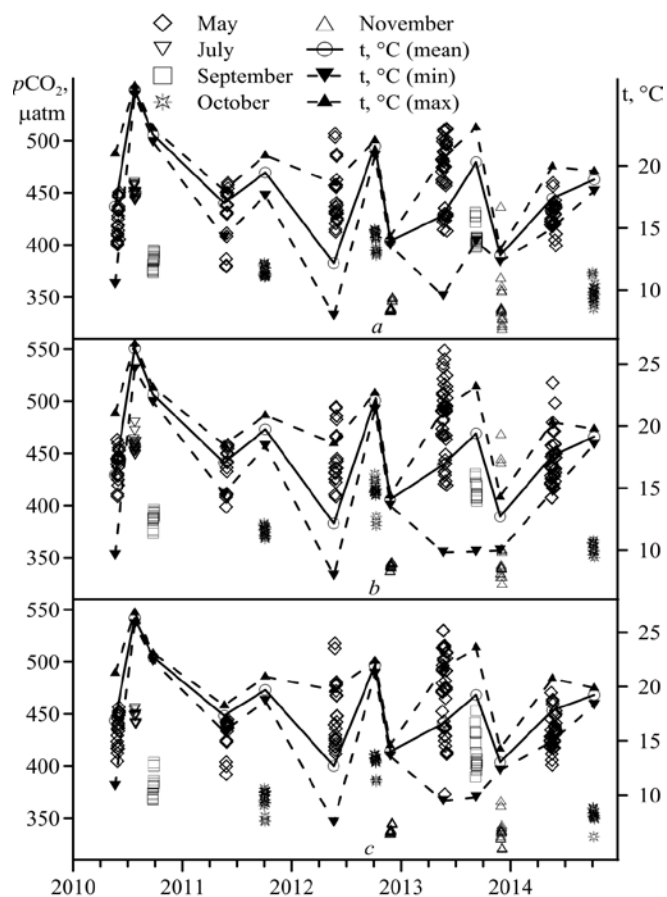 May
July
September
October
November
t, °C (mean)
t, °C (min)
t, °C (max)
pCO₂,
µatm
t, °C
500
450
400
350
20
15
10
a
550
500
450
400
350
25
20
15
10
b
550
500
450
400
350
25
20
15
10
c
2010
2011
2012
2013
2014